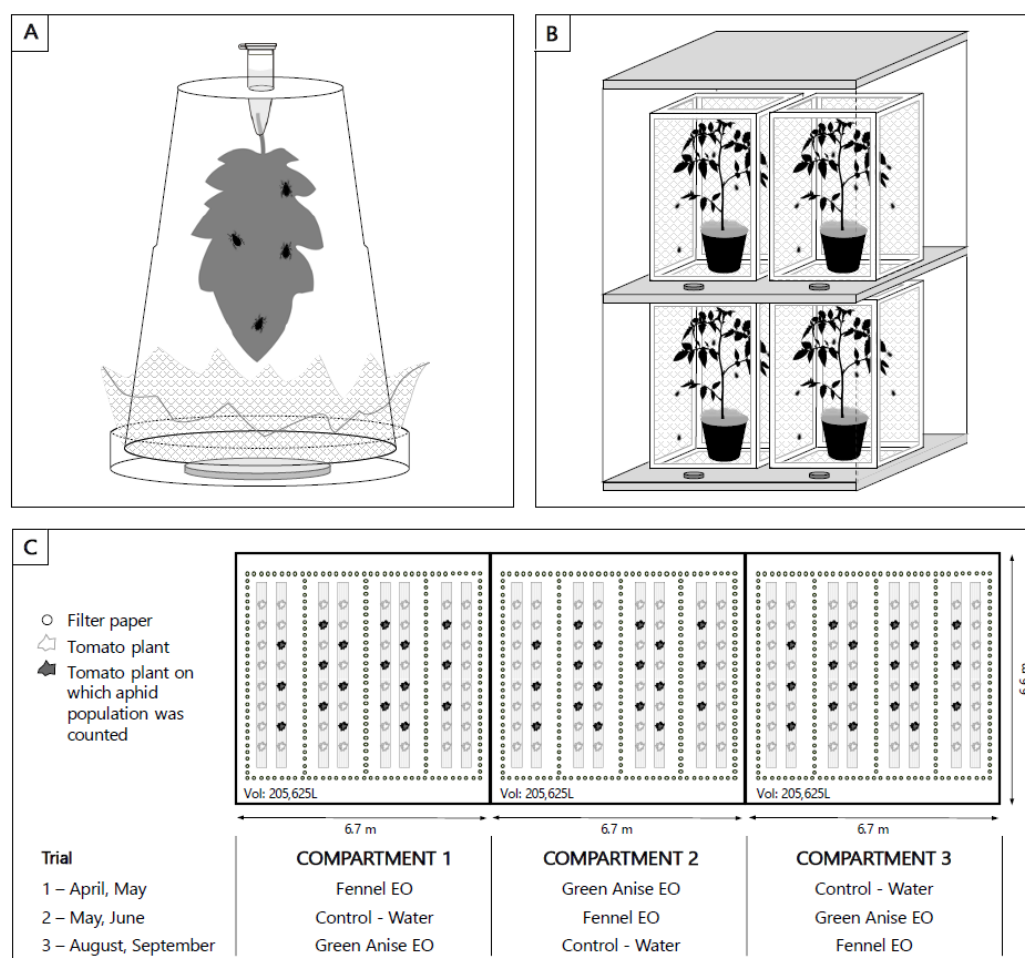 A
B
C
Filter paper
Tomato plant
Tomato plant on
which aphid
population was
counted
Vol: 205,625L
Vol: 205,625L
Vol: 205,625L
6.6 m
6.7 m
6.7 m
6.7 m
Trial COMPARTMENT 1 COMPARTMENT 2 COMPARTMENT 3
1 – April, May Fennel EO Green Anise EO Control - Water
2 – May, June Control - Water Fennel EO Green Anise EO
3 – August, September Green Anise EO Control - Water Fennel EO